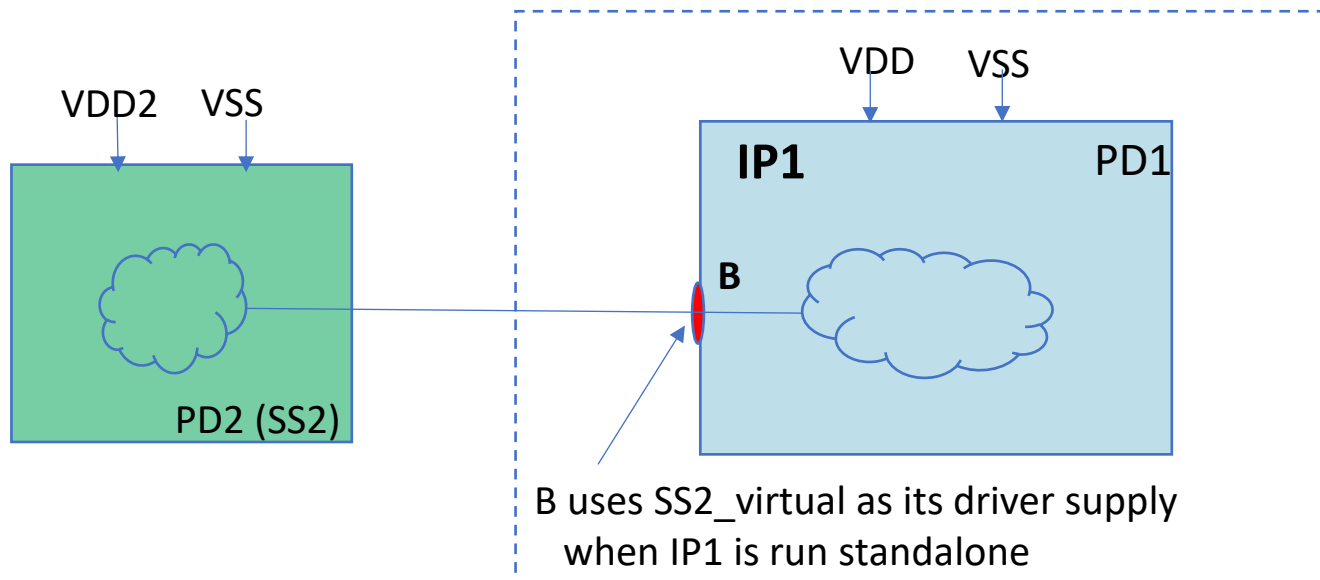 VDD2 VSS
VDD VSS
IP1 PD1
B
PD2 (SS2)
B uses SS2_virtual as its driver supply
when IP1 is run standalone